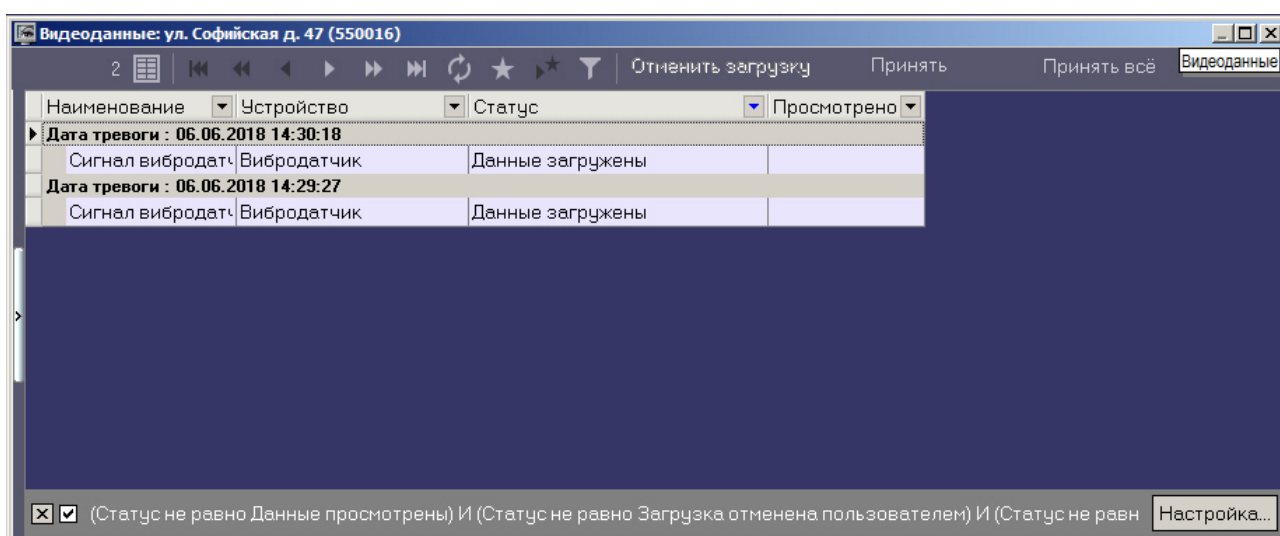 Видеоданные: ул. Софийская д. 47 (550016)
2 Отменить загрузку Принять Принять всё Видеоданные
Наименование Устройство Статус Просмотрено
Дата тревоги : 06.06.2018 14:30:18
Сигнал вибродатч Вибродатчик Данные загружены
Дата тревоги : 06.06.2018 14:29:27
Сигнал вибродатч Вибродатчик Данные загружены
(Статус не равно Данные просмотрены) И (Статус не равно Загрузка отменена пользователем) И (Статус не равн Настройка...